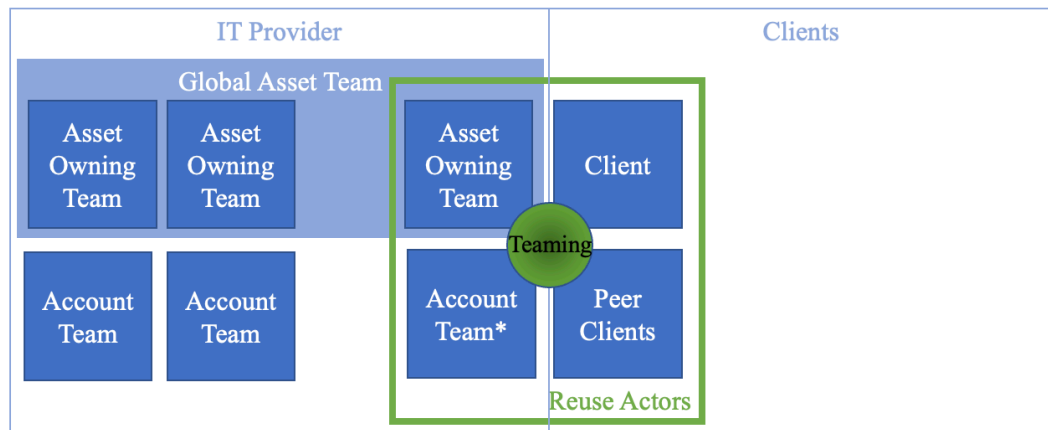 IT Provider
Clients
Global Asset Team
Asset
Owning
Team
Asset
Owning
Team
Asset
Owning
Team
Client
Teaming
Account
Team
Account
Team
Account
Team*
Peer
Clients
Reuse Actors